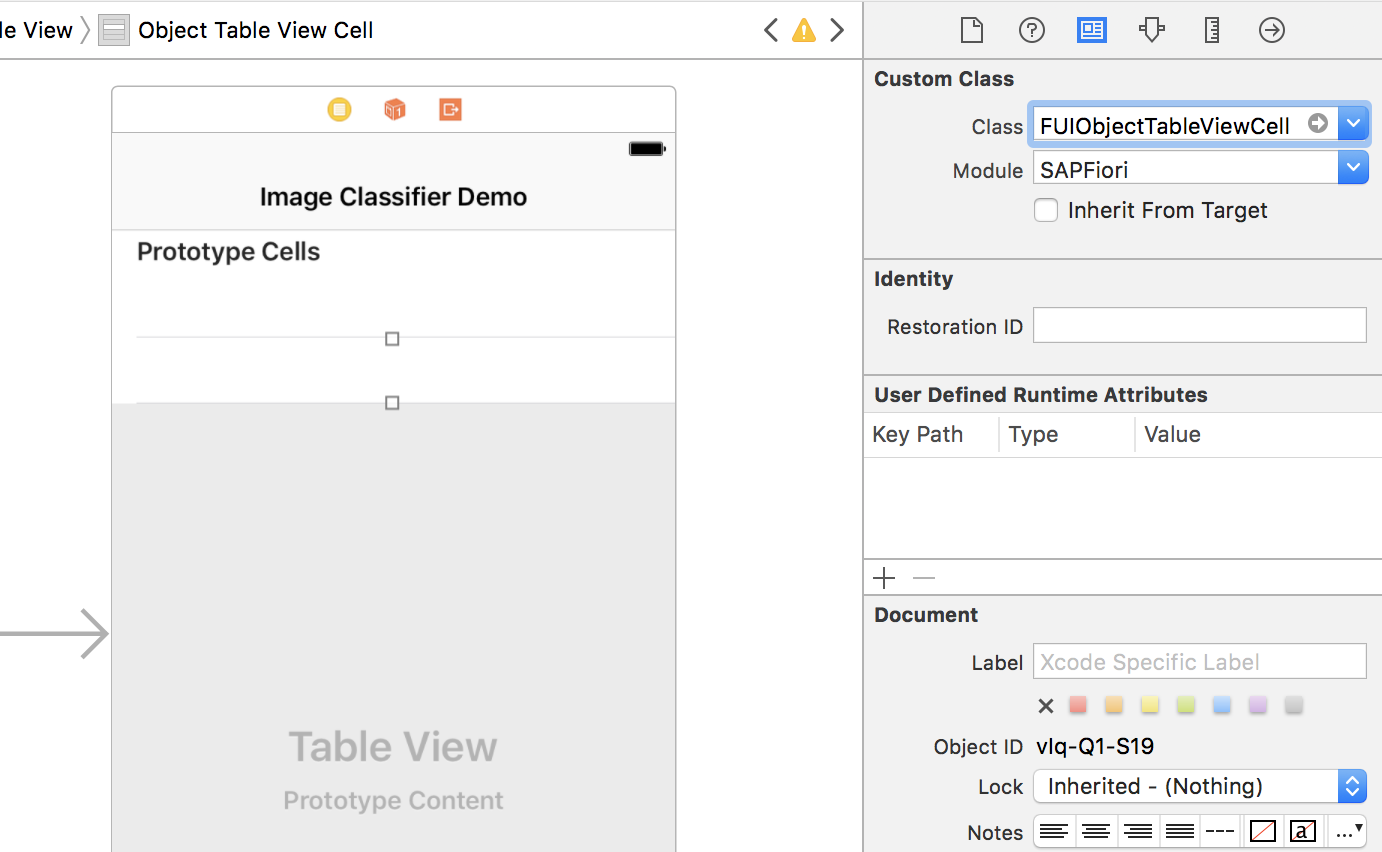 le View
Object Table View Cell
Image Classifier Demo
Prototype Cells
Table View
Prototype Content
Custom Class
Class FUIObjectTableViewCell
Module SAPFiori
Inherit From Target
Identity
Restoration ID
User Defined Runtime Attributes
Key Path Type Value
Document
Label Xcode Specific Label
Object ID vlq-Q1-S19
Lock Inherited - (Nothing)
Notes --- a ...